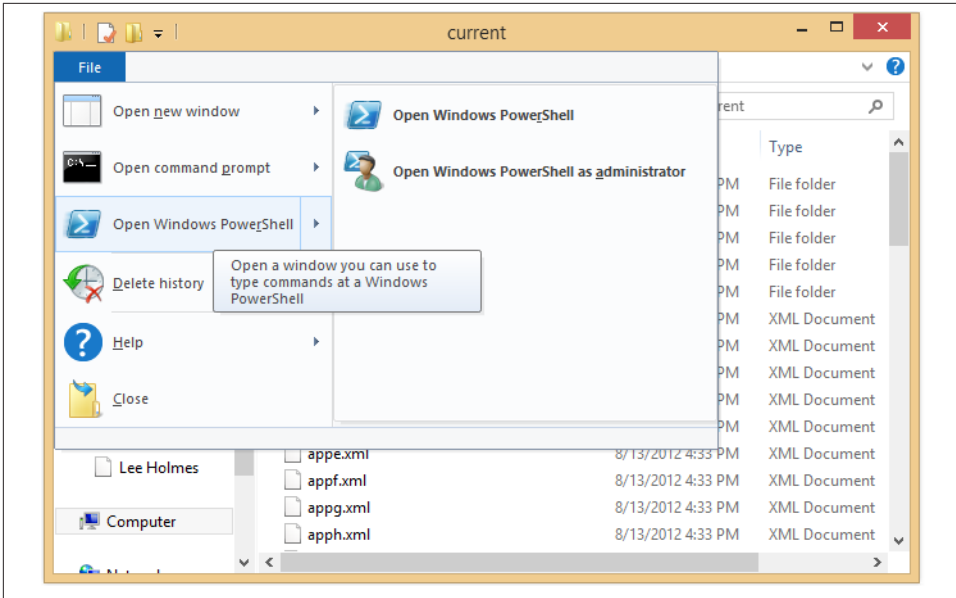 current
File
Open new window
Open command prompt
Open Windows PowerShell
Delete history
Help
Close
Open Windows PowerShell
Open Windows PowerShell as administrator
Open a window you can use to
type commands at a Windows
PowerShell
rent
Type
PM File folder
PM File folder
PM File folder
PM File folder
PM File folder
PM XML Document
PM XML Document
PM XML Document
PM XML Document
PM XML Document
appe.xml 8/13/2012 4:33 PM XML Document
appf.xml 8/13/2012 4:33 PM XML Document
appg.xml 8/13/2012 4:33 PM XML Document
apph.xml 8/13/2012 4:33 PM XML Document
Lee Holmes
Computer